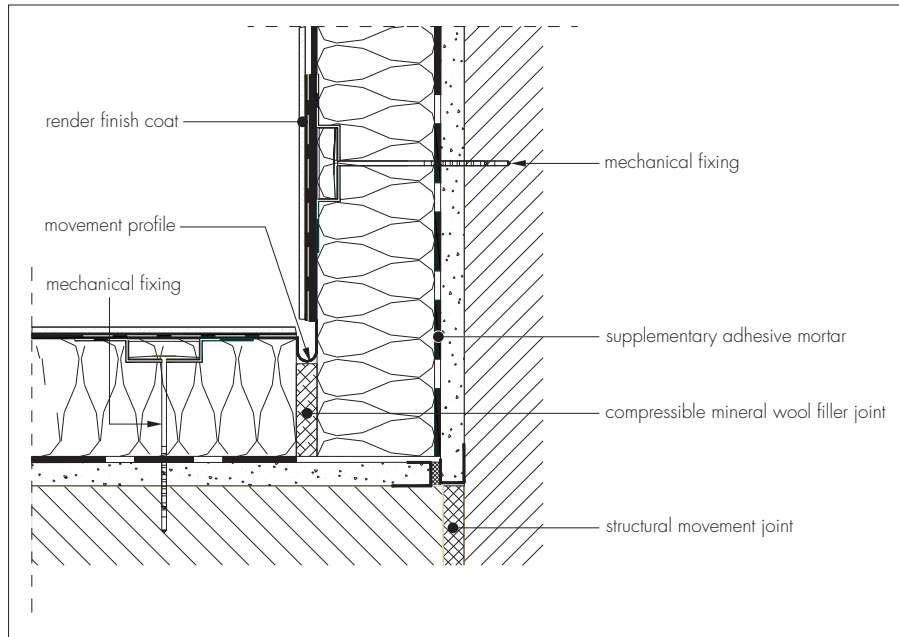 render finish coat
mechanical fixing
movement profile
mechanical fixing
supplementary adhesive mortar
compressible mineral wool filler joint
structural movement joint